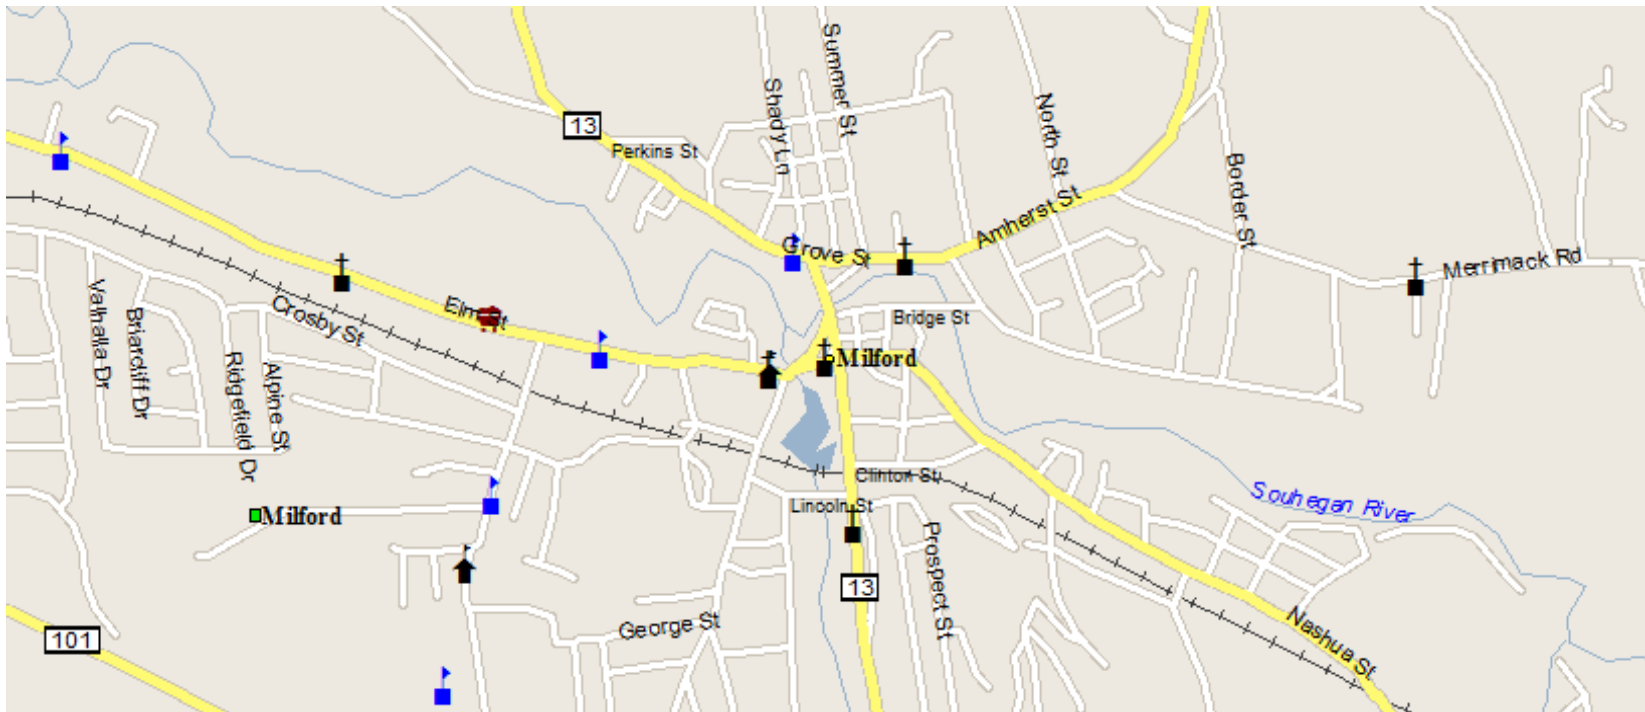 Summer St
Shady Ln
North St
13
Perkins St
Border St
Amherst St
Grove St
Merrimack Rd
Valhalla Dr
Briarcliff Dr
Crosby St
Elm St
Bridge St
Milford
Ridgefield Dr
Alpine St
Clinton St
Souhegan River
Lincoln St
Milford
Prospect St
13
George St
101
Nashua St